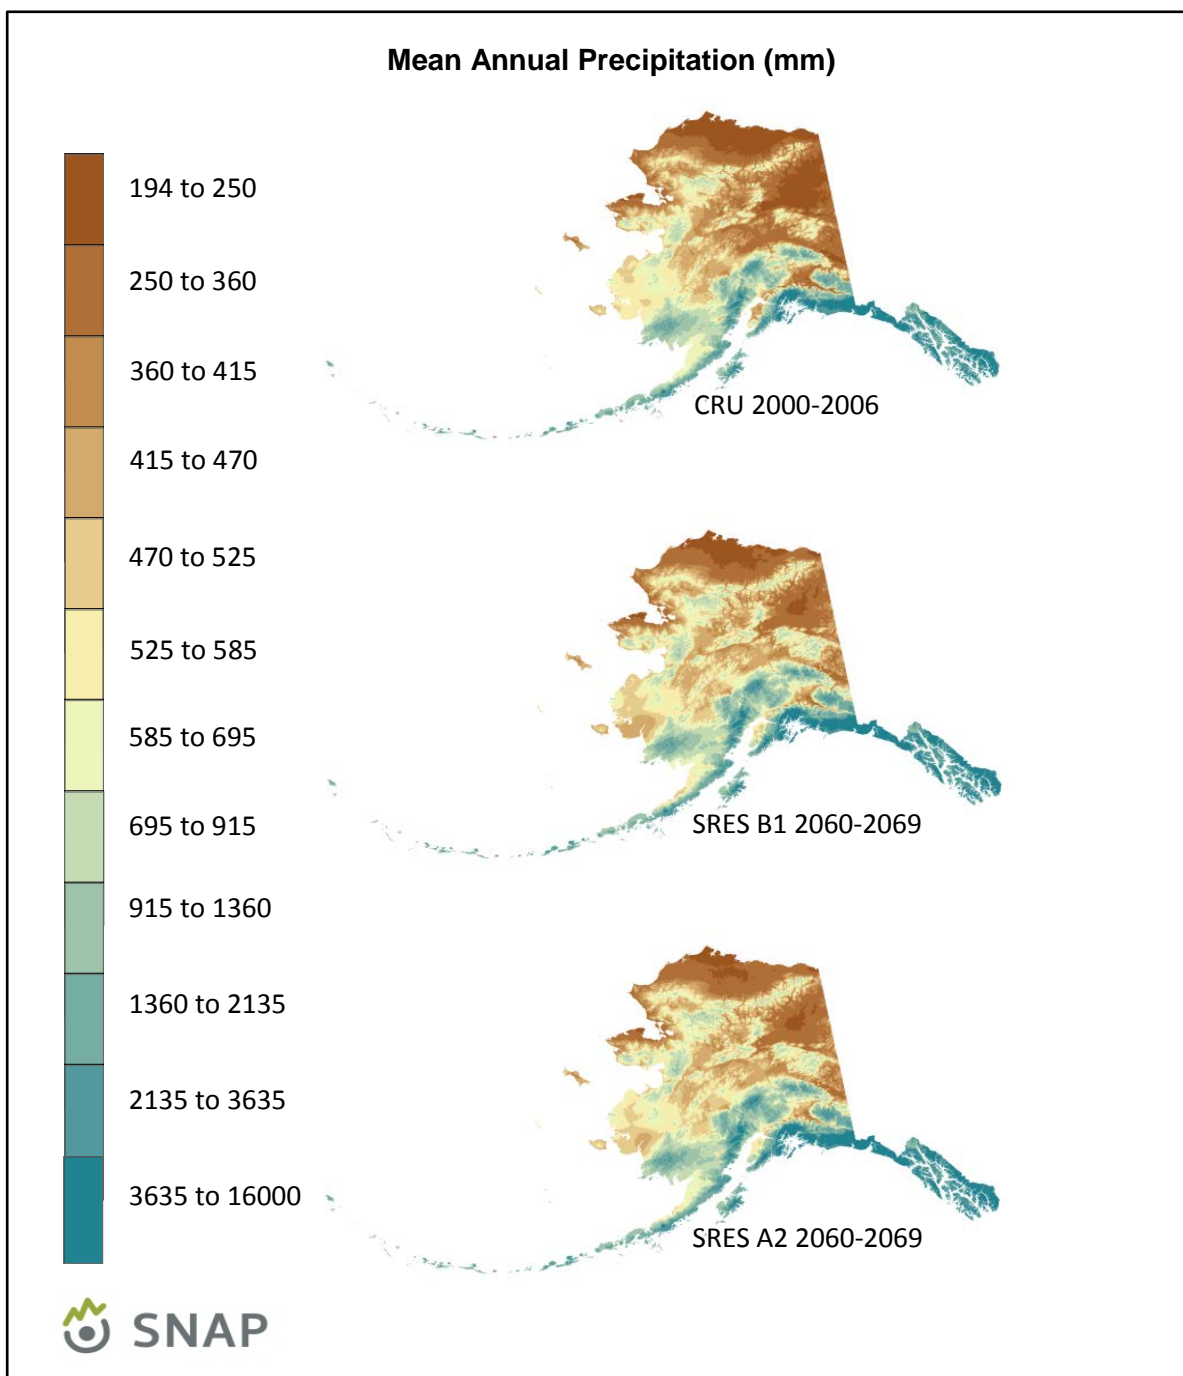 Mean Annual Precipitation (mm)
194 to 250
250 to 360
360 to 415
415 to 470
470 to 525
525 to 585
585 to 695
695 to 915
915 to 1360
1360 to 2135
2135 to 3635
3635 to 16000
CRU 2000-2006
SRES B1 2060-2069
SRES A2 2060-2069
SNAP